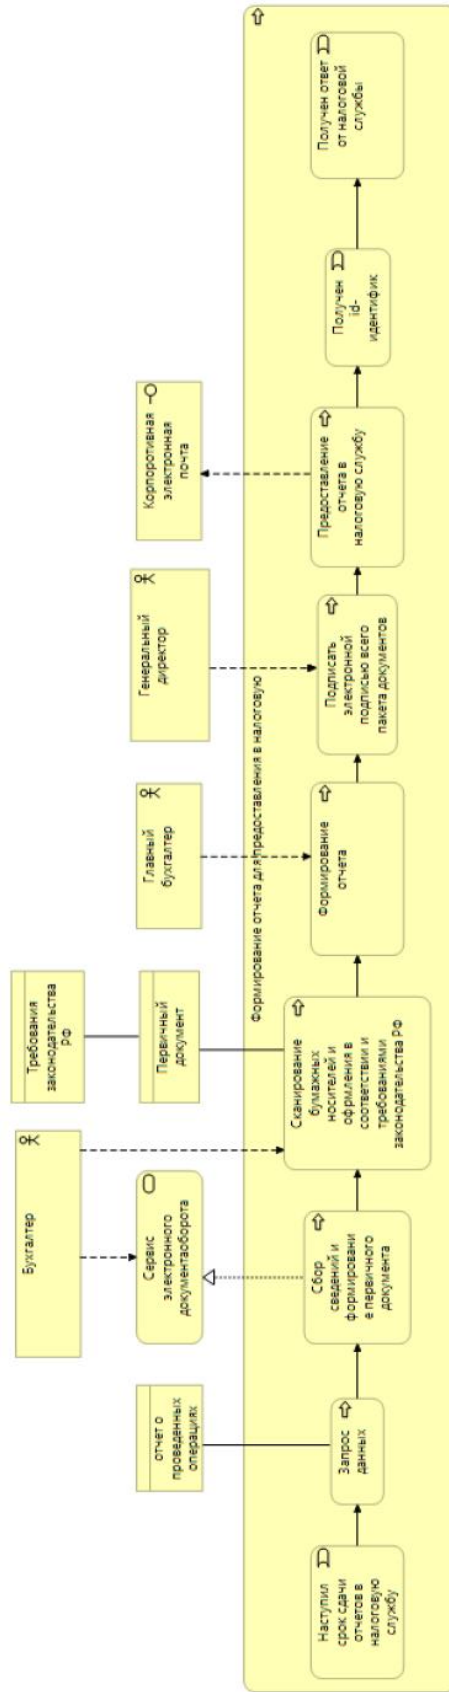 Бухгалтер
Требования
законодательства
РФ
отчет о
проведенных
операциях
Сервис
электронного
документаоборота
Первичный
документ
Главный
бухгалтер
Генеральный
директор
Корпоротивная
электронная
почта
Формирование отчета для предоставления в налоговую
Наступил
срок сдачи
отчетов в
налоговую
службу
Запрос
данных
Сбор
сведений и
формировани
е первичного
документа
Сканирование
бумажных
носителей и
офрмления в
соответствии и
требованиями
законодательства РФ
Формирование
отчета
Подписать
электронной
подписью всего
пакета документов
Предоставление
отчета в
налоговую службу
Получен
id-
идентифик
Получен ответ
от налоговой
службы